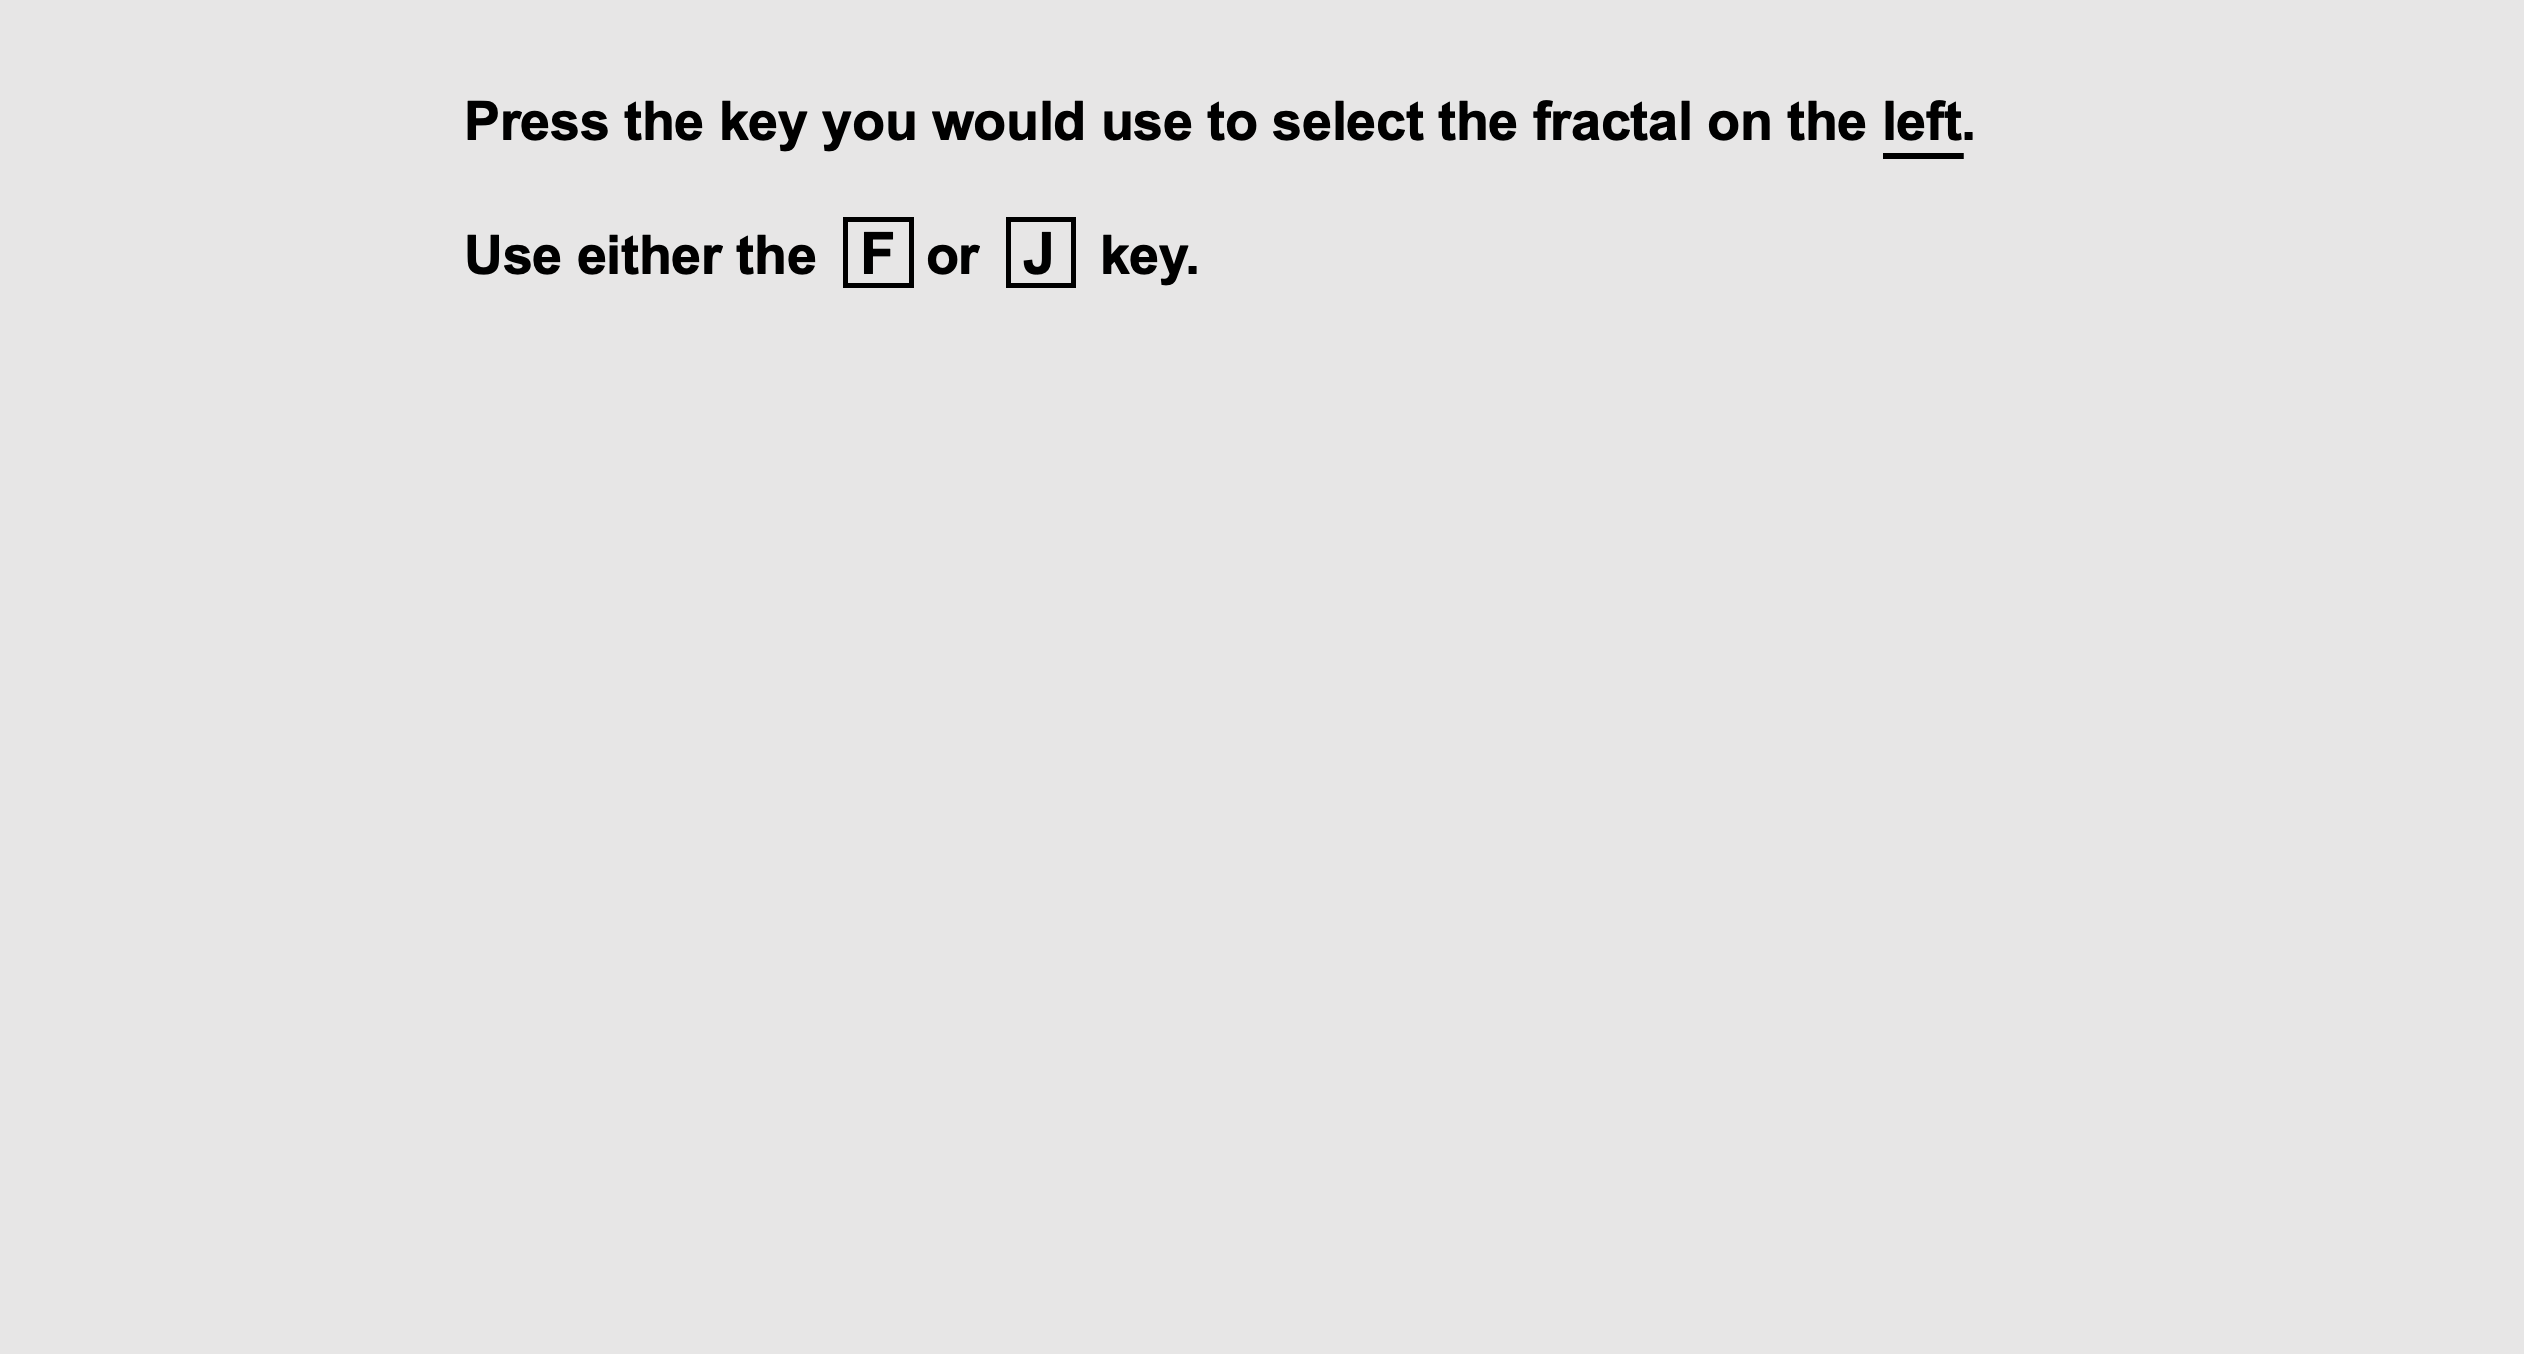 Press the key you would use to select the fractal on the left.
Use either the F or J key.